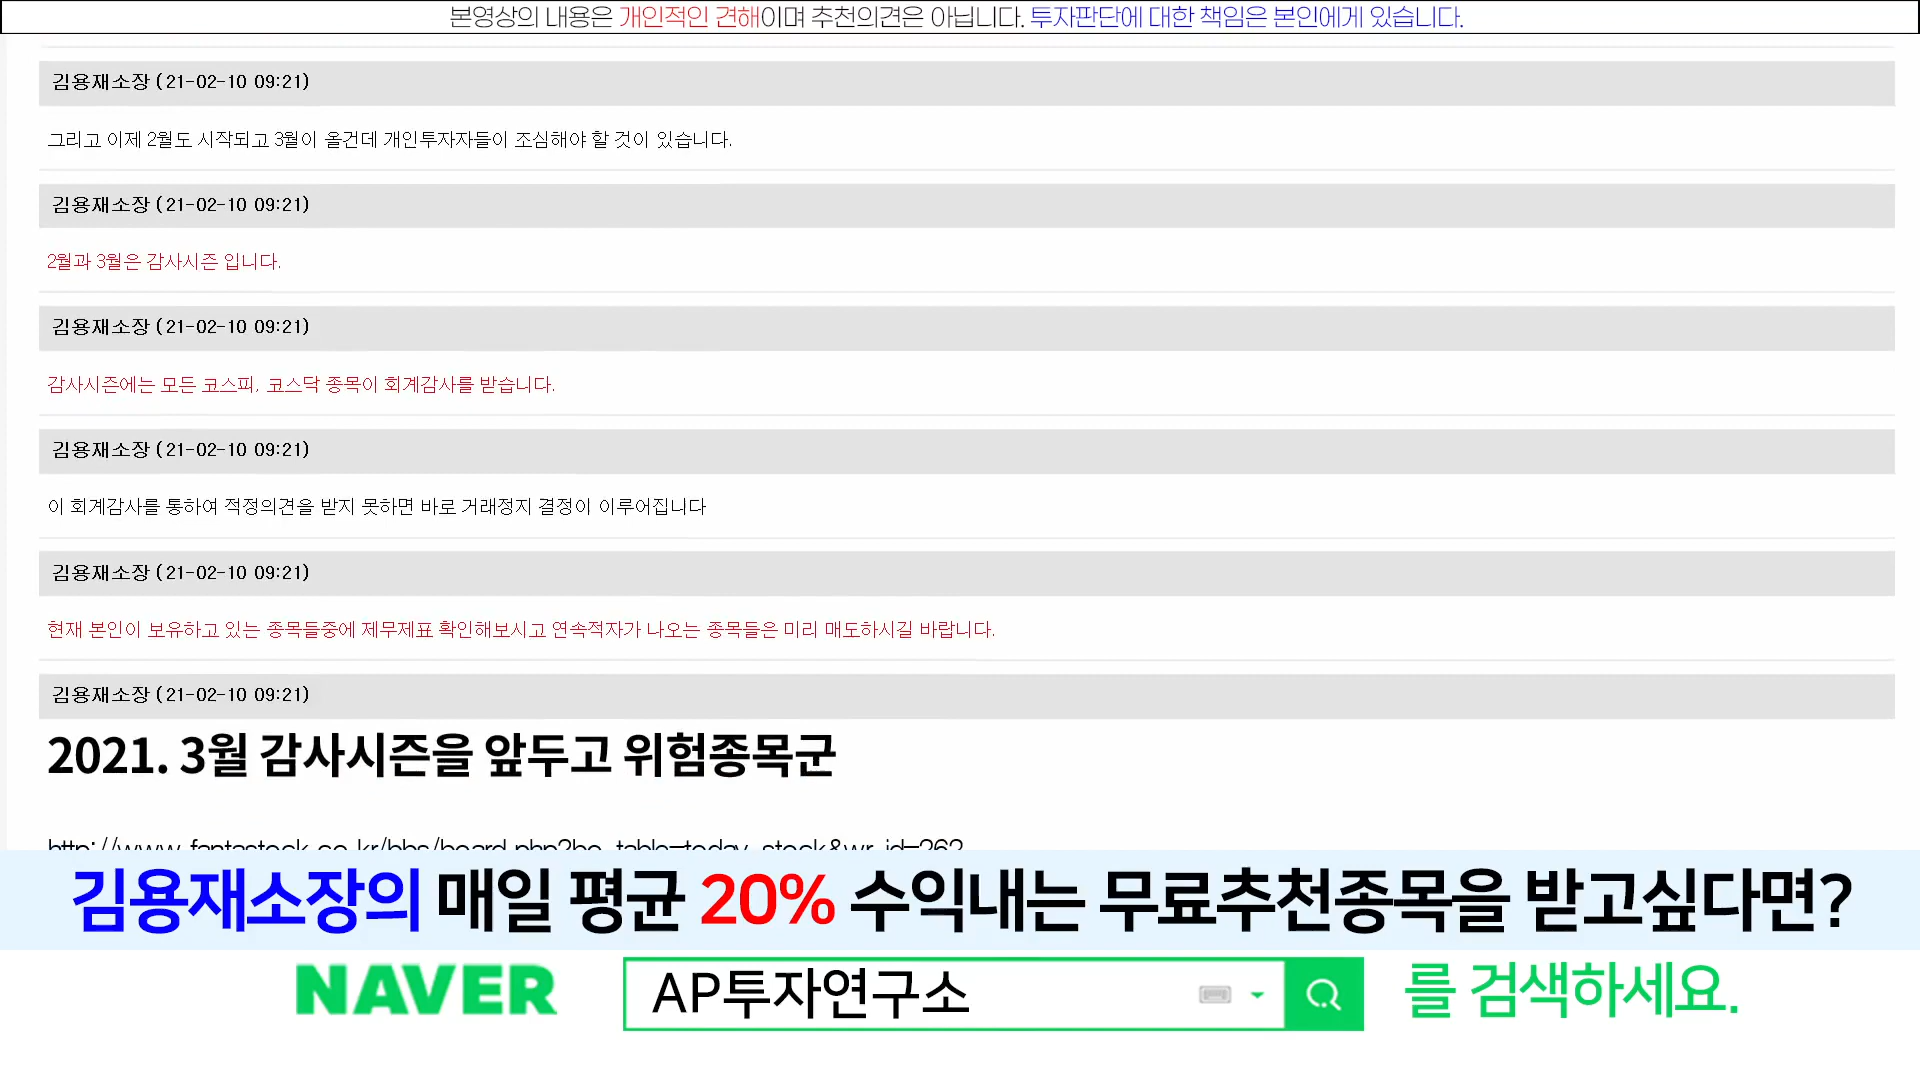 본영상의 내용은 개인적인 견해이며 추천의견은 아닙니다. 투자판단에 대한 책임은 본인에게 있습니다.
김용재소장 (21-02-10 09:21)
그리고 이제 2월도 시작되고 3월이 올건데 개인투자자들이 조심해야 할 것이 있습니다.
김용재소장 (21-02-10 09:21)
2월과 3월은 감사시즌 입니다.
김용재소장 (21-02-10 09:21)
감사시즌에는 모든 코스피, 코스닥 종목이 회계감사를 받습니다.
김용재소장 (21-02-10 09:21)
이 회계감사를 통하여 적정의견을 받지 못하면 바로 거래정지 결정이 이루어집니다
김용재소장 (21-02-10 09:21)
현재 본인이 보유하고 있는 종목들중에 제무제표 확인해보시고 연속적자가 나오는 종목들은 미리 매도하시길 바랍니다.
김용재소장 (21-02-10 09:21)
2021. 3월 감사시즌을 앞두고 위험종목군
http://www.fantastock.co.kr/bbs/board.php?bo_table=today_stock&wr_id=262
김용재소장의 매일 평균 20% 수익내는 무료추천종목을 받고싶다면?
NAVER AP투자연구소 를 검색하세요.